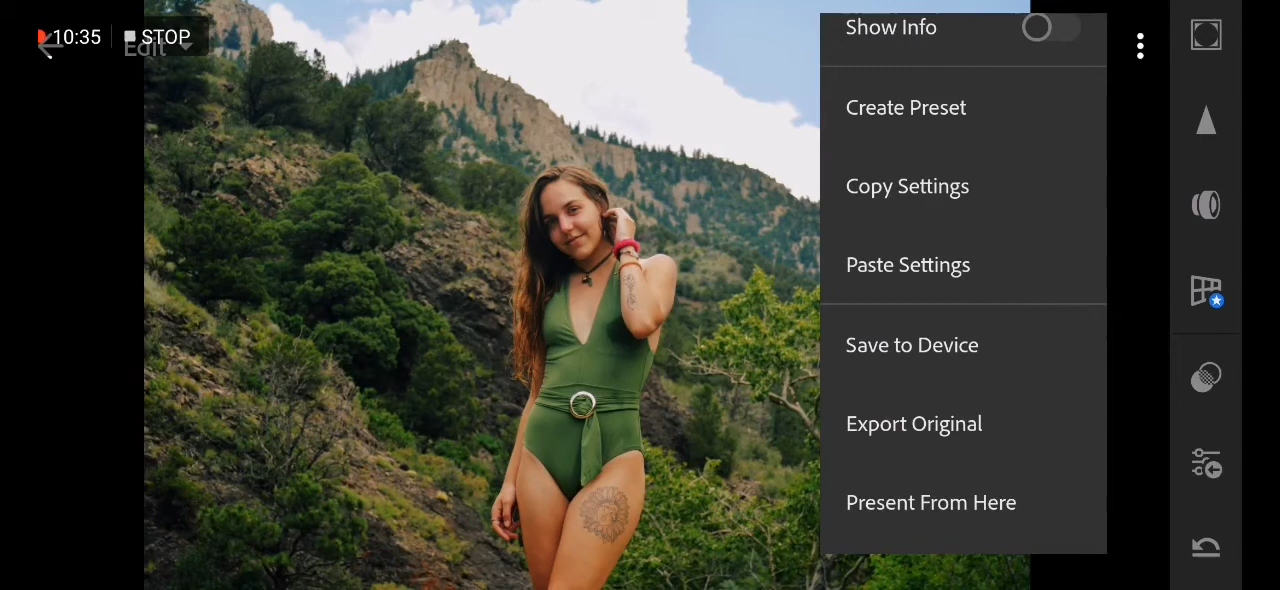 10:35 STOP
Edit
Show Info
Create Preset
Copy Settings
Paste Settings
Save to Device
Export Original
Present From Here